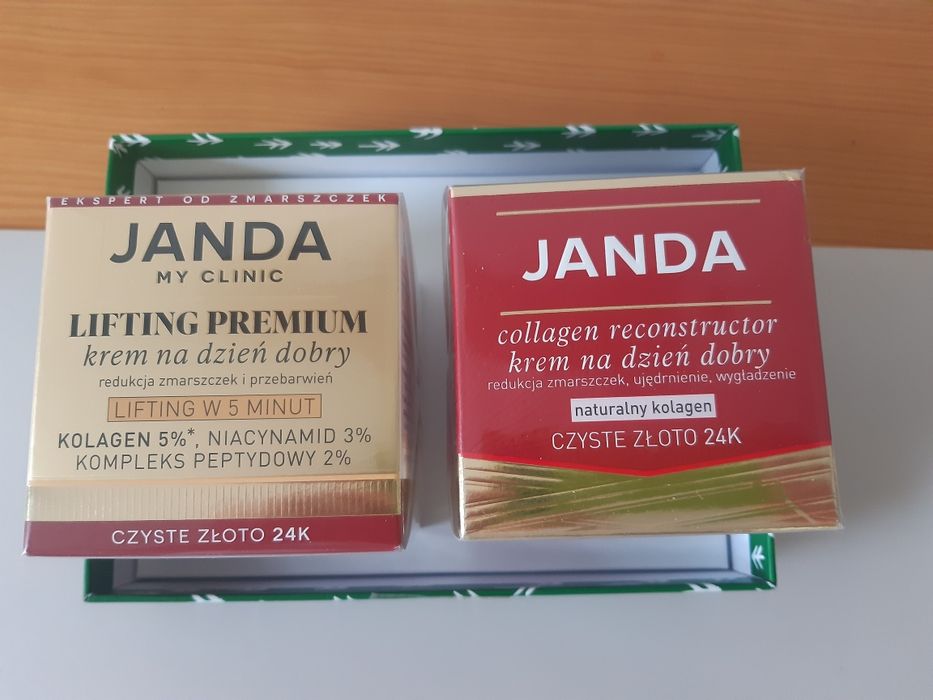 EKSPERT OD ZMARSZCZEK
JANDA
MY CLINIC
LIFTING PREMIUM
krem na dzień dobry
redukcja zmarszczek i przebarwień
LIFTING W 5 MINUT
KOLAGEN 5%*, NIACYNAMID 3%
KOMPLEKS PEPTYDOWY 2%
CZYSTE ZŁOTO 24K
JANDA
collagen reconstructor
krem na dzień dobry
redukcja zmarszczek, ujędrnienie, wygładzenie
naturalny kolagen
CZYSTE ZŁOTO 24K